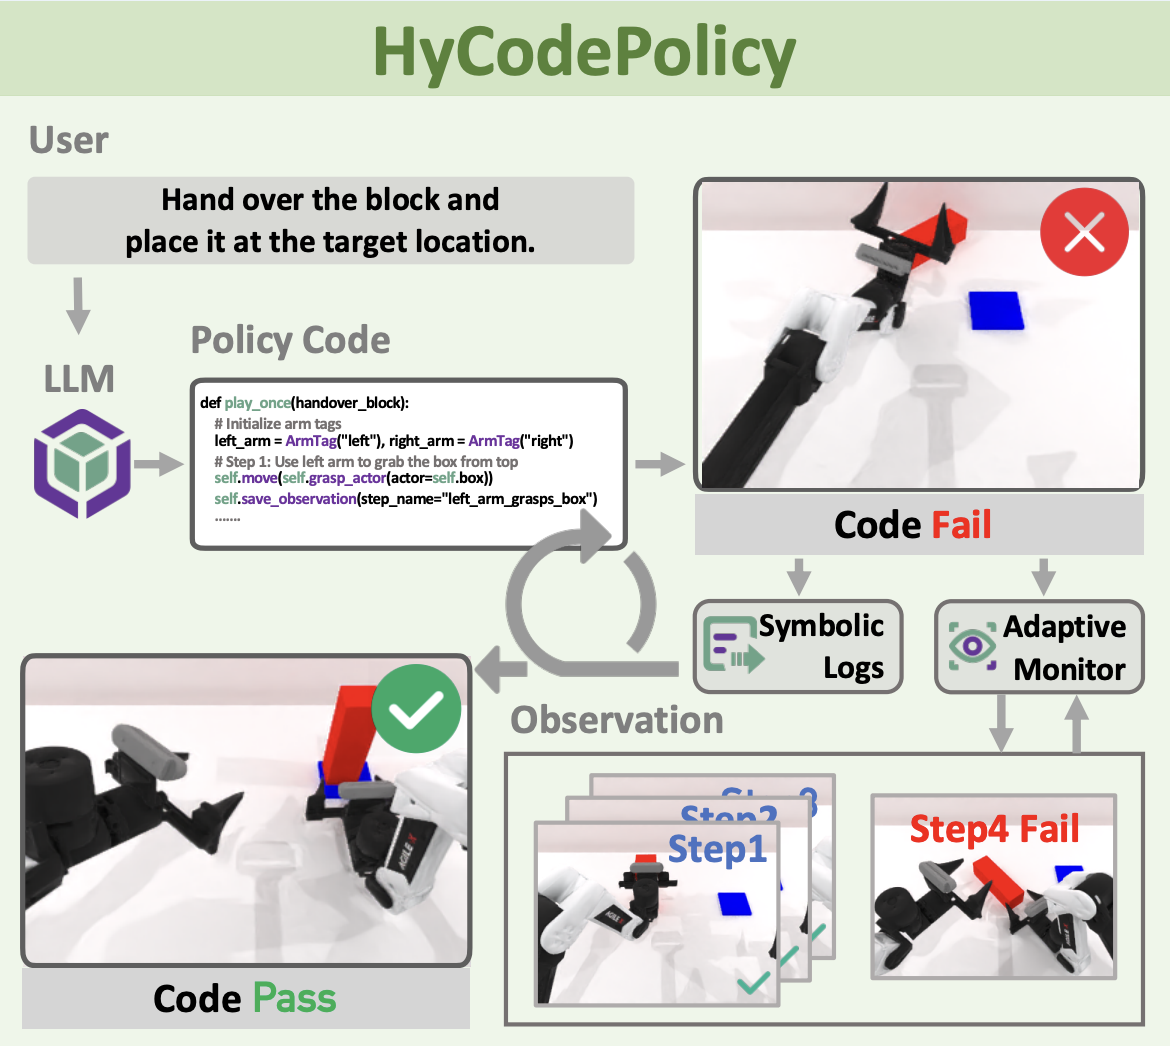 HyCodePolicy
User
Hand over the block and
place it at the target location.
LLM
Policy Code
def play_once(handover_block):
# Initialize arm tags
left_arm = ArmTag("left"), right_arm = ArmTag("right")
# Step 1: Use left arm to grab the box from top
self.move(self.grasp_actor(actor=self.box))
self.save_observation(step_name="left_arm_grasps_box")
.......
Code Fail
Symbolic
Logs
Adaptive
Monitor
Observation
Step2
Step1
Step4 Fail
AGILE X
Code Pass